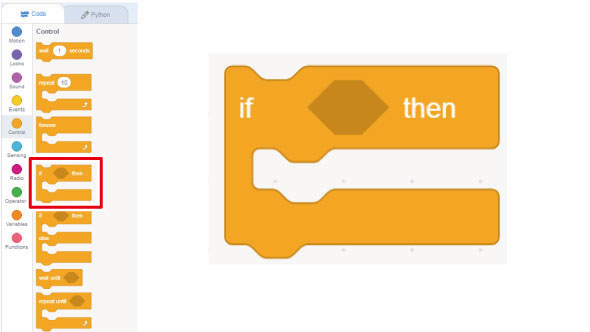 Code
Python
Control
Motion
Looks
Sound
Events
Control
Sensing
Radio
Operator
Variables
Functions
wait 1 seconds
repeat 10
forever
if then
if then
else
wait until
repeat until
if then